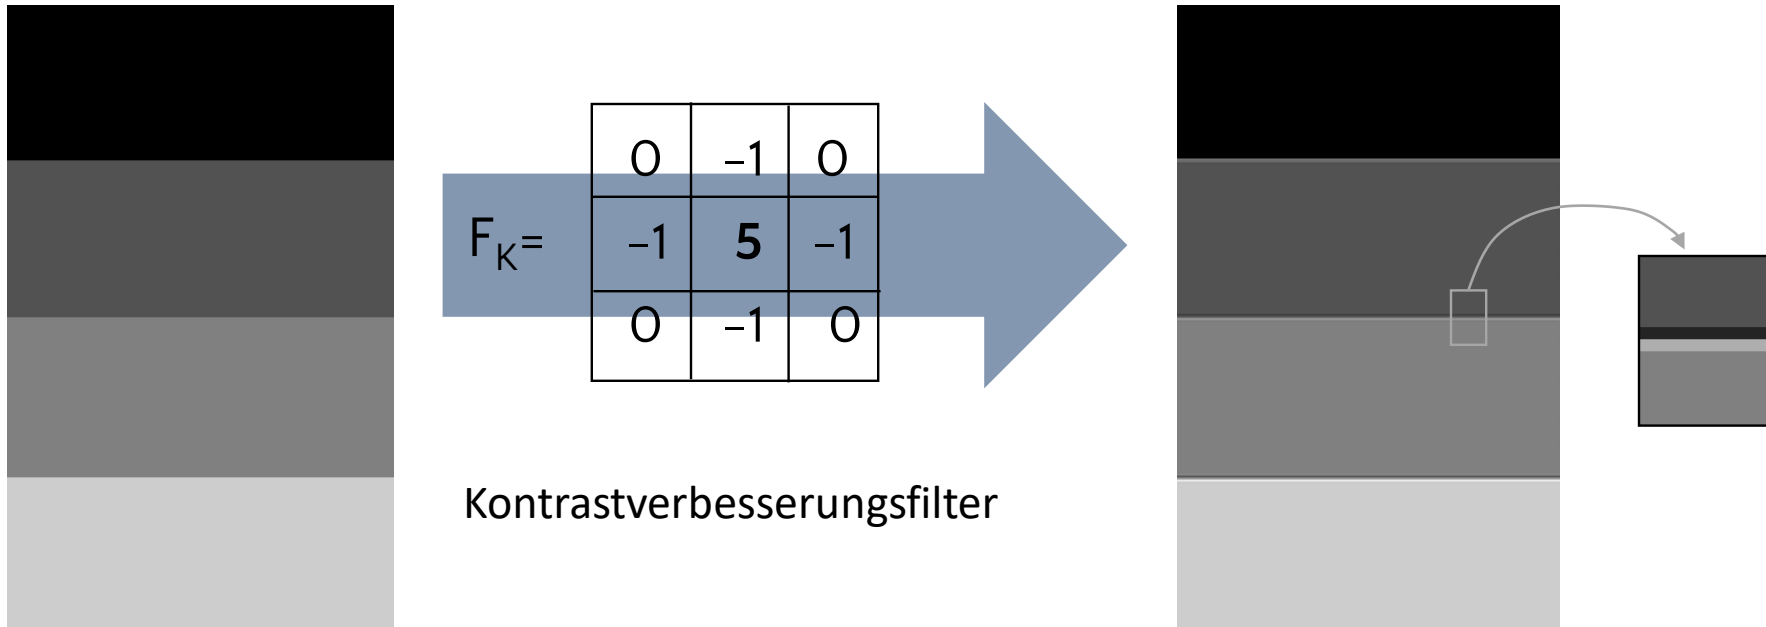 0 –1 0
F_K= –1 5 –1
0 –1 0
Kontrastverbesserungsfilter